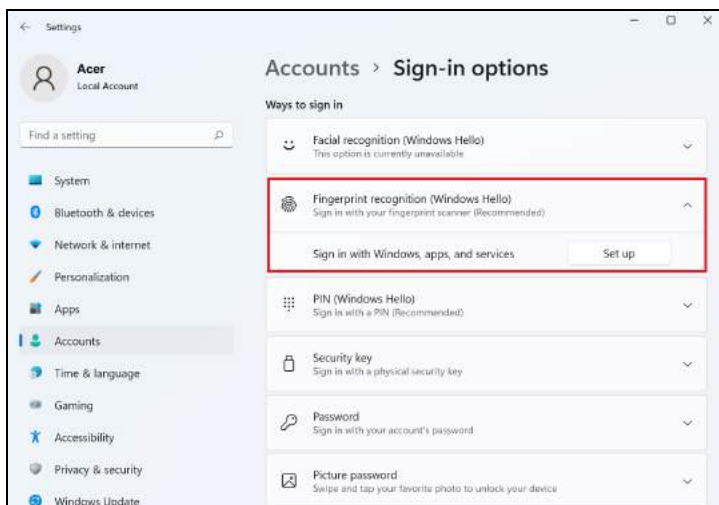 Settings
Acer
Local Account
Find a setting
System
Bluetooth & devices
Network & internet
Personalization
Apps
Accounts
Time & language
Gaming
Accessibility
Privacy & security
Windows Update
Accounts > Sign-in options
Ways to sign in
Facial recognition (Windows Hello)
This option is currently unavailable
Fingerprint recognition (Windows Hello)
Sign in with your fingerprint scanner (Recommended)
Sign in with Windows, apps, and services
Set up
PIN (Windows Hello)
Sign in with a PIN (Recommended)
Security key
Sign in with a physical security key
Password
Sign in with your account's password
Picture password
Swipe and tap your favorite photo to unlock your device